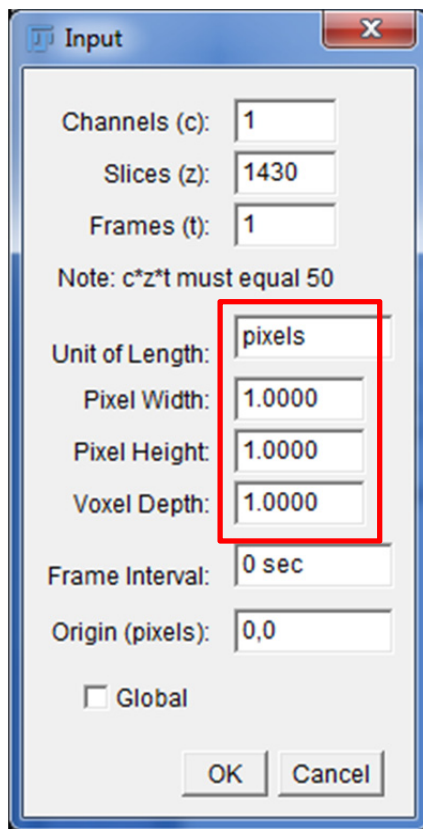 Input
Channels (c): 1
Slices (z): 1430
Frames (t): 1
Note: c*z*t must equal 50
Unit of Length: pixels
Pixel Width: 1.0000
Pixel Height: 1.0000
Voxel Depth: 1.0000
Frame Interval: 0 sec
Origin (pixels): 0,0
Global
OK Cancel